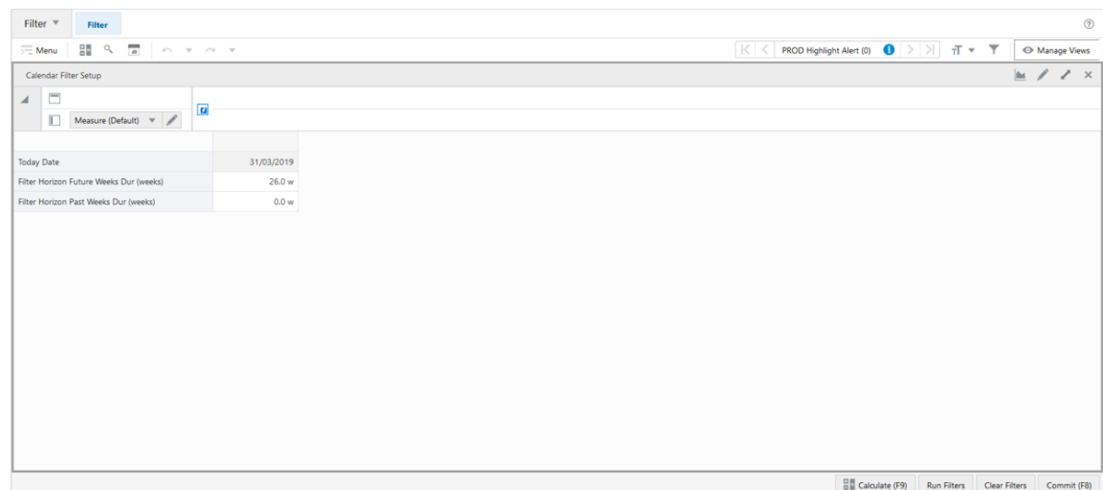 Filter Filter
Menu PROD Highlight Alert (0) Manage Views
Calendar Filter Setup
Measure (Default)
Today Date 31/03/2019
Filter Horizon Future Weeks Dur (weeks) 26.0 w
Filter Horizon Past Weeks Dur (weeks) 0.0 w
Calculate (F9) Run Filters Clear Filters Commit (F8)